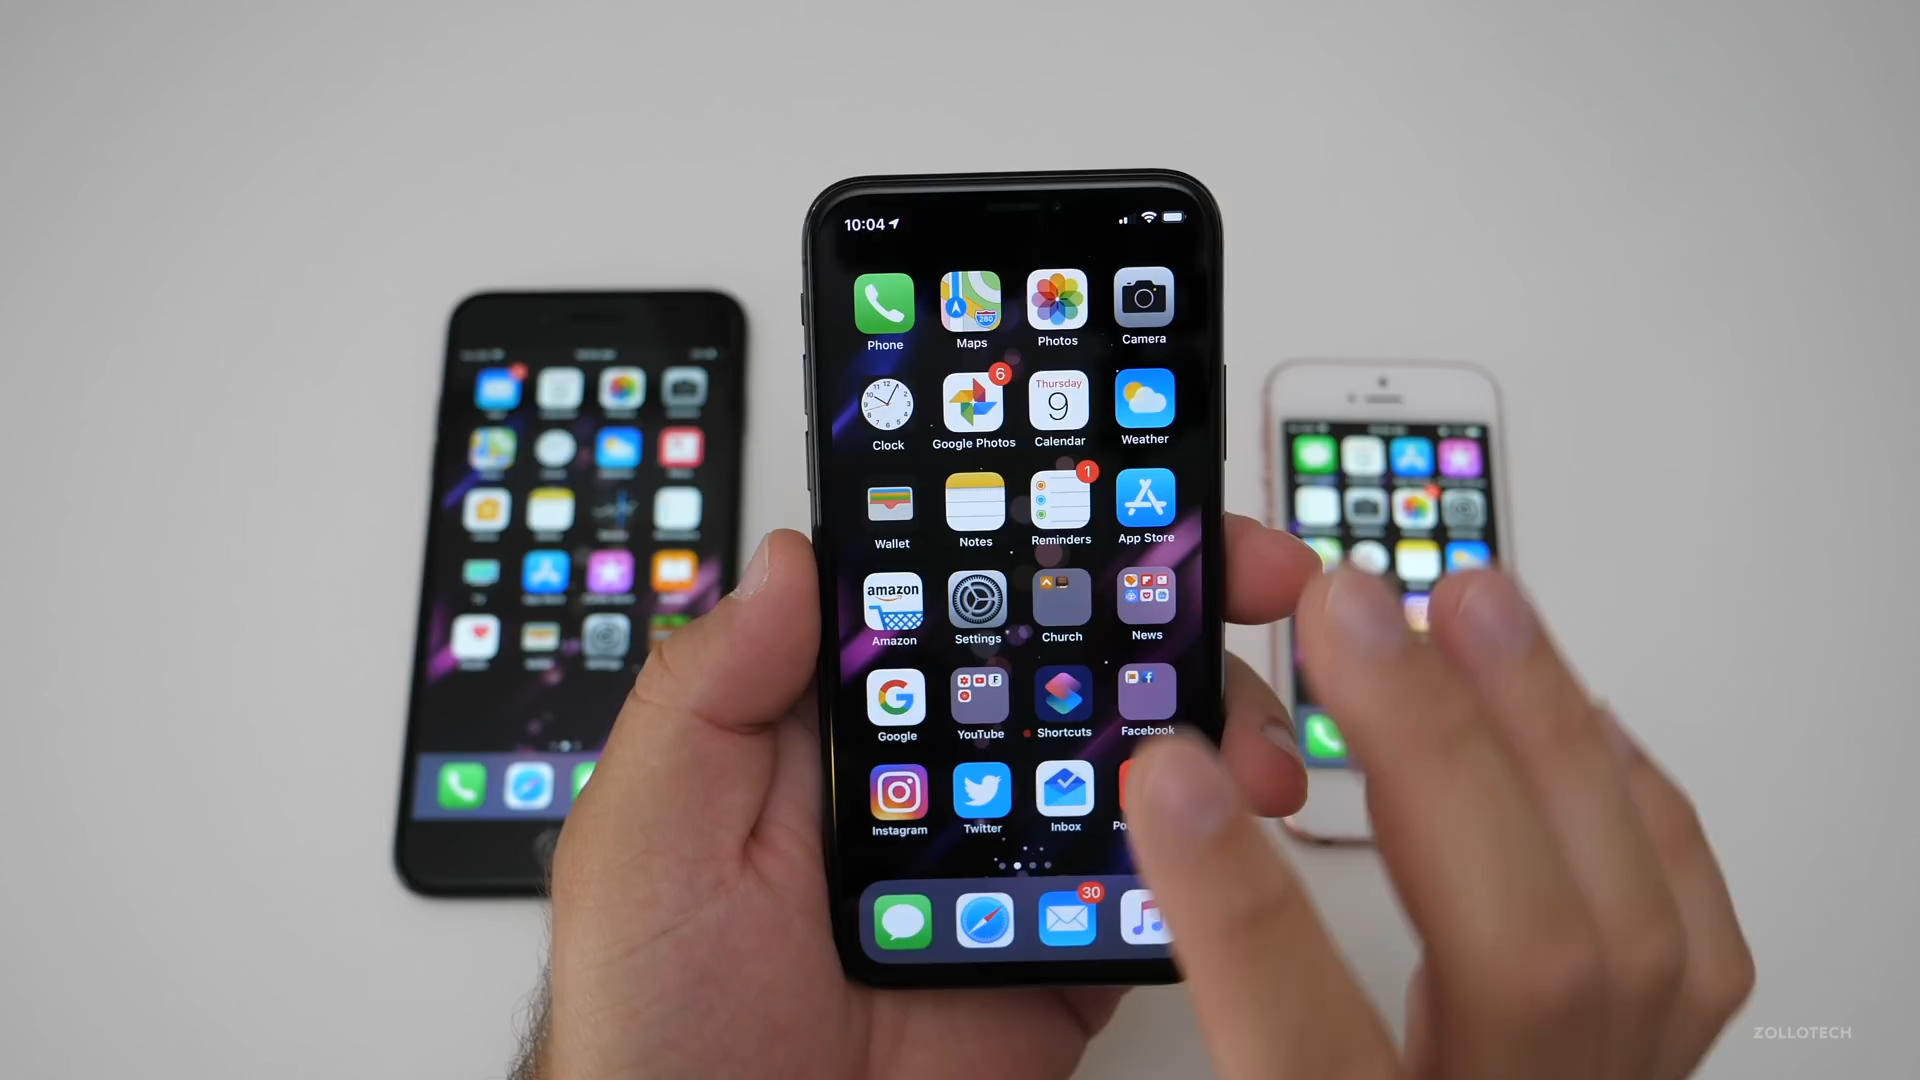 10:04
Phone
Maps
280
Photos
Camera
Clock
6
Google Photos
Thursday
9
Calendar
Weather
Wallet
Notes
1
Reminders
App Store
amazon
Amazon
Settings
Church
News
Google
YouTube
Shortcuts
Facebook
Instagram
Twitter
Inbox
30
ZOLLOTECH